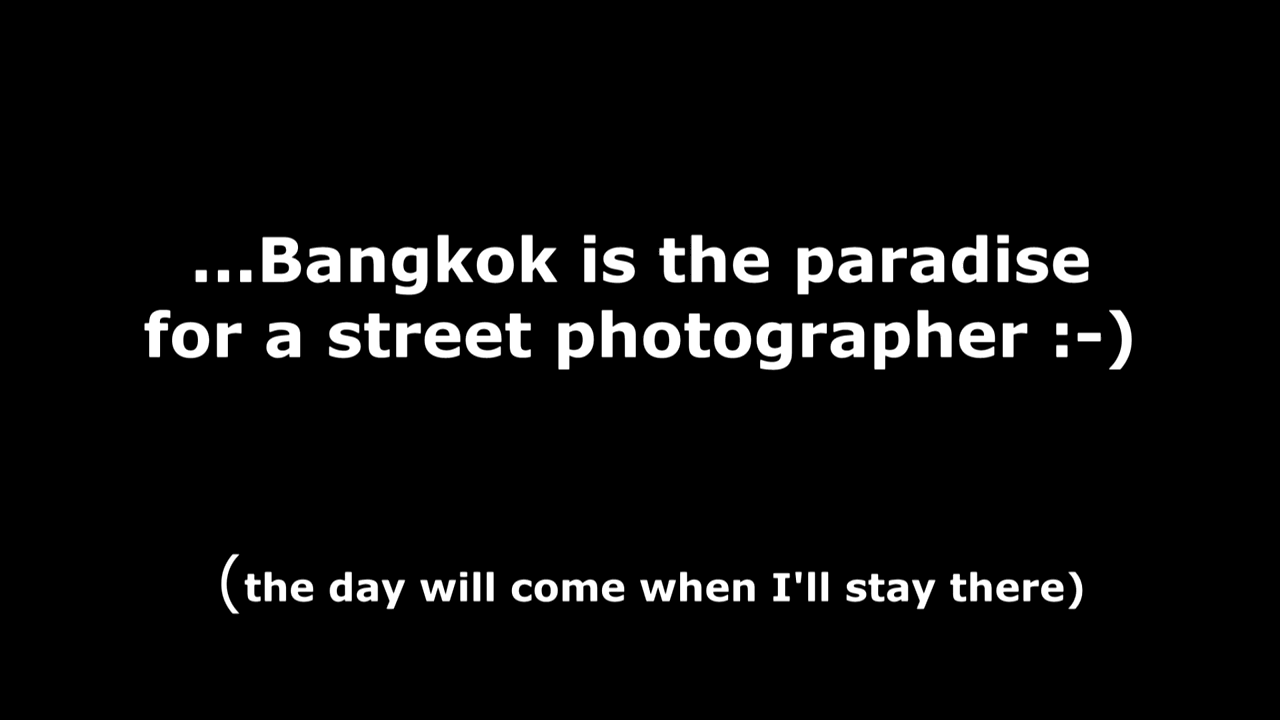 ...Bangkok is the paradise
for a street photographer :-)
(the day will come when I'll stay there)